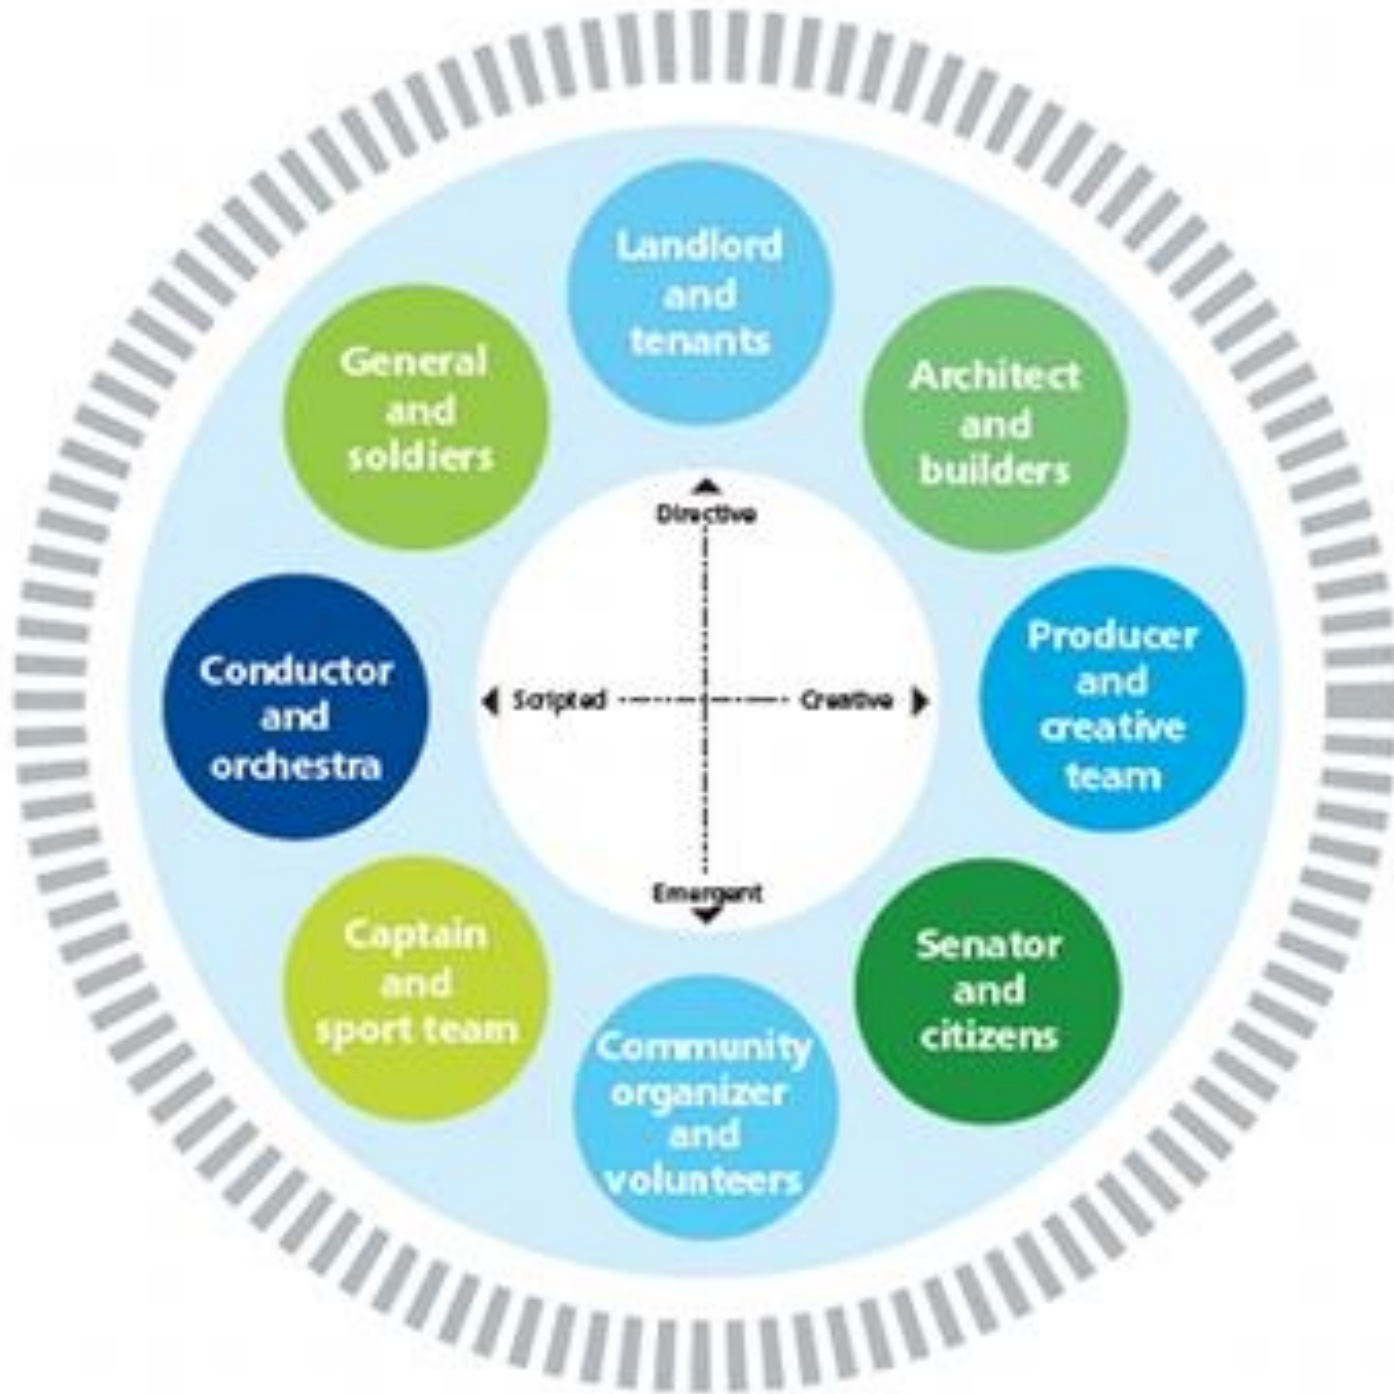 Landlord
and
tenants
Architect
and
builders
Producer
and
creative
team
Senator
and
citizens
Community
organizer
and
volunteers
Captain
and
sport team
Conductor
and
orchestra
General
and
soldiers
Directive
Scripted
Creative
Emergent